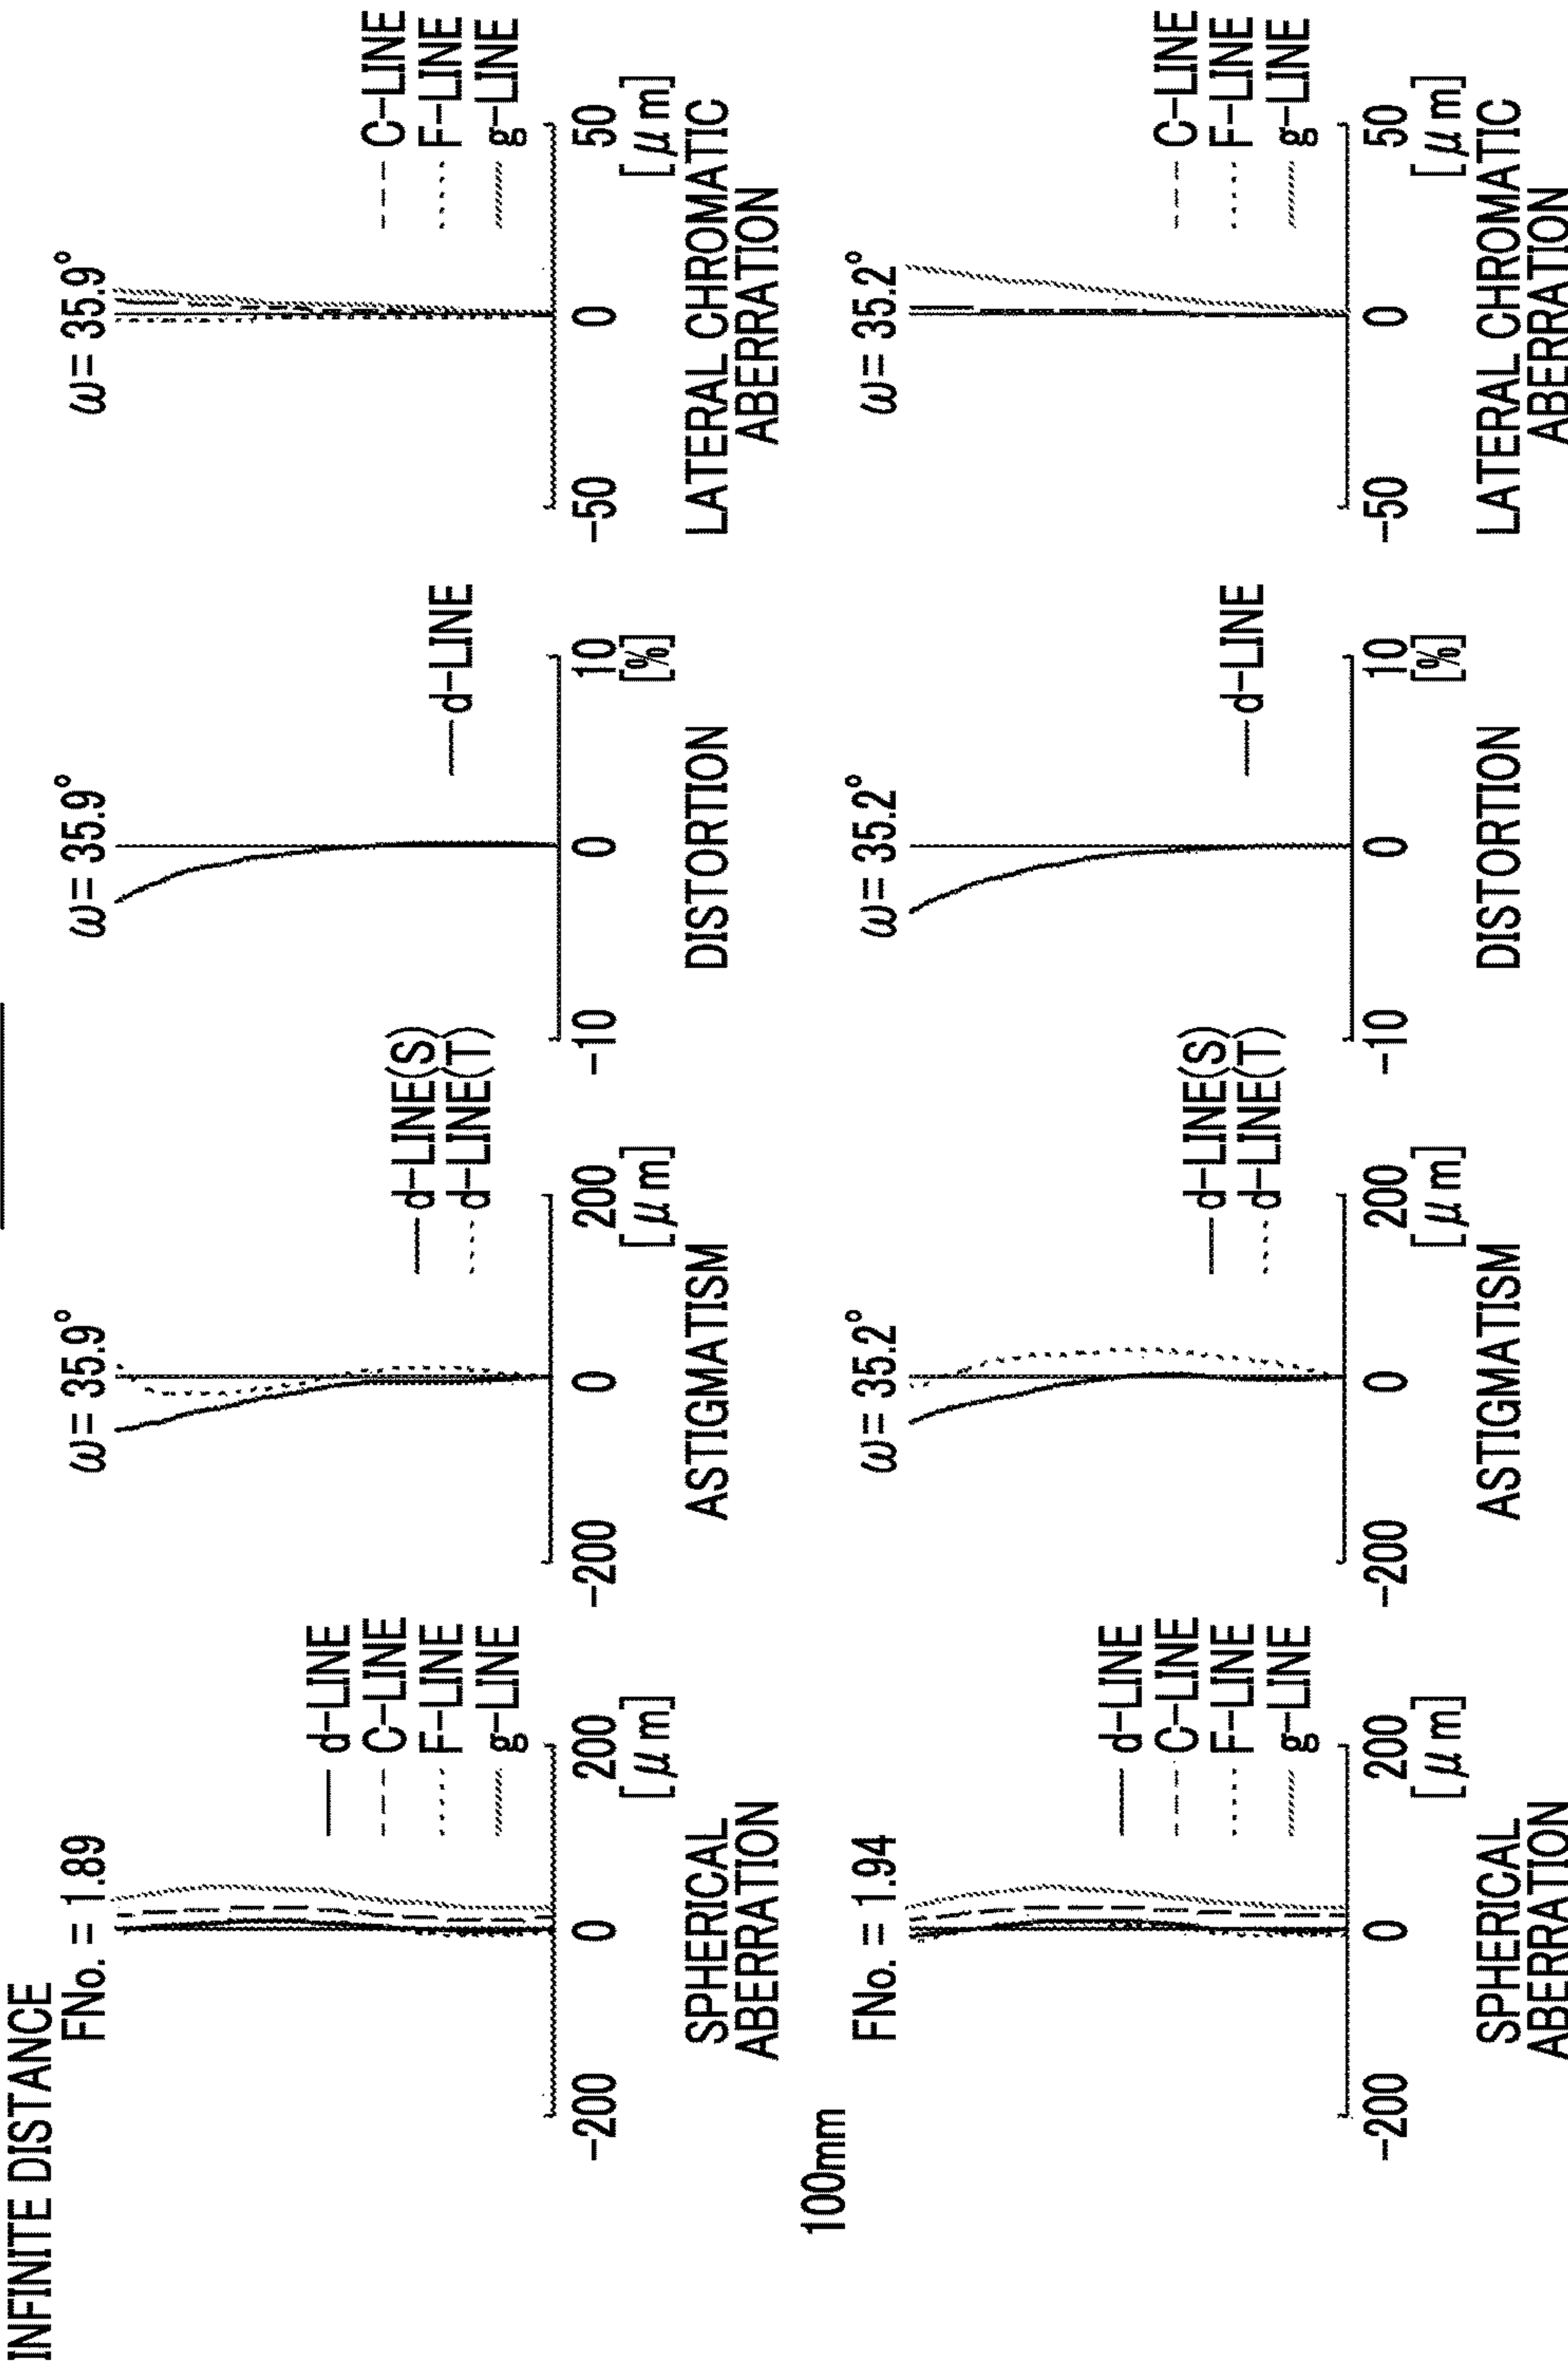 INFINITE DISTANCE
FNo. = 1.89
d-LINE
C-LINE
F-LINE
g-LINE
-200
0
200
[μm]
SPHERICAL
ABERRATION
ω= 35.9°
d-LINE(S)
d-LINE(T)
-200
0
200
[μm]
ASTIGMATISM
ω= 35.9°
d-LINE
-10
0
10
[%]
DISTORTION
ω= 35.9°
C-LINE
F-LINE
g-LINE
-50
0
50
[μm]
LATERAL CHROMATIC
ABERRATION
100mm
FNo. = 1.94
d-LINE
C-LINE
F-LINE
g-LINE
-200
0
200
[μm]
SPHERICAL
ABERRATION
ω= 35.2°
d-LINE(S)
d-LINE(T)
-200
0
200
[μm]
ASTIGMATISM
ω= 35.2°
d-LINE
-10
0
10
[%]
DISTORTION
ω= 35.2°
C-LINE
F-LINE
g-LINE
-50
0
50
[μm]
LATERAL CHROMATIC
ABERRATION